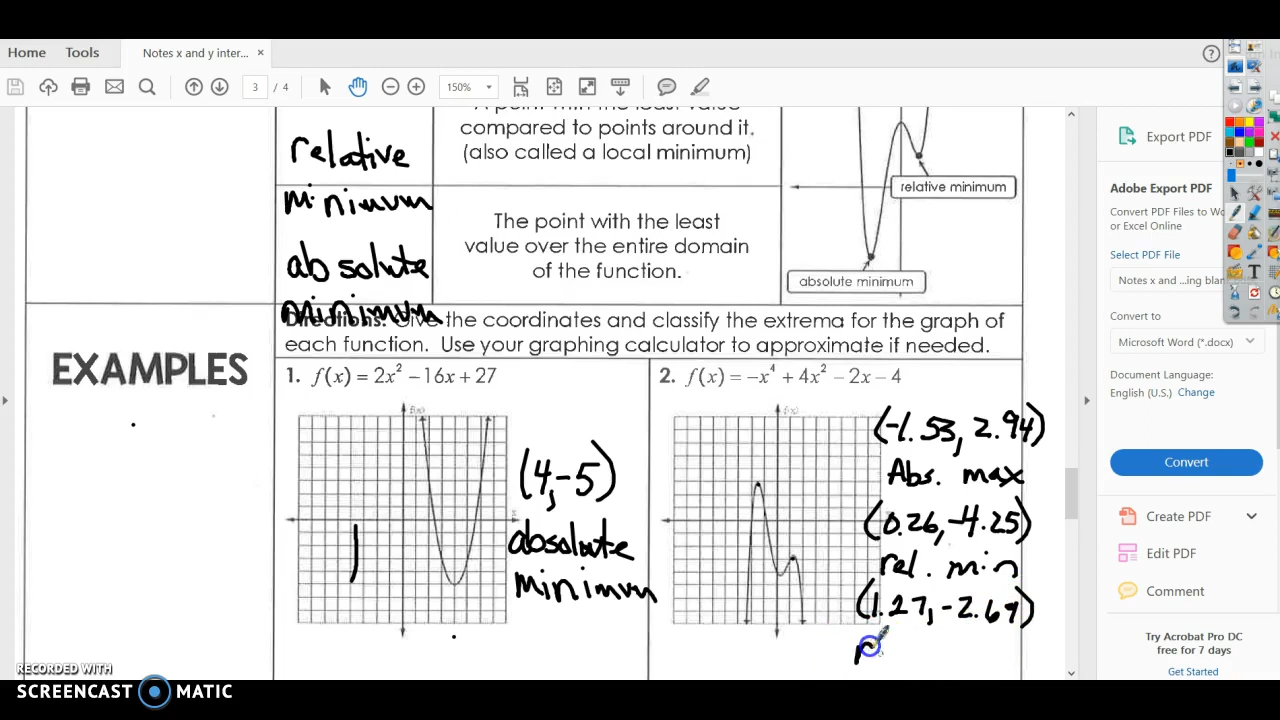 Home
Tools
Notes x and y inter... ×
3 / 4
150%
A point with the least value
compared to points around it.
(also called a local minimum)
relative
minimum
relative minimum
The point with the least
value over the entire domain
of the function.
absolute
minimum
absolute minimum
Directions: Give the coordinates and classify the extrema for the graph of
each function. Use your graphing calculator to approximate if needed.
EXAMPLES
1. f(x) = 2x² − 16x + 27
f(x)
(4, -5)
absolute
minimum
2. f(x) = −x⁴ + 4x² − 2x − 4
f(x)
(-1.53, 2.94)
Abs. max
(0.26, -4.25)
rel. min
(1.27, -2.69)
r
Export PDF
Adobe Export PDF
Convert PDF Files to Wo
or Excel Online
Select PDF File
Notes x and ...ing blan
Convert to
Microsoft Word (*.docx)
Document Language:
English (U.S.) Change
Convert
Create PDF
Edit PDF
Comment
Try Acrobat Pro DC
free for 7 days
Get Started
RECORDED WITH
SCREENCAST MATIC